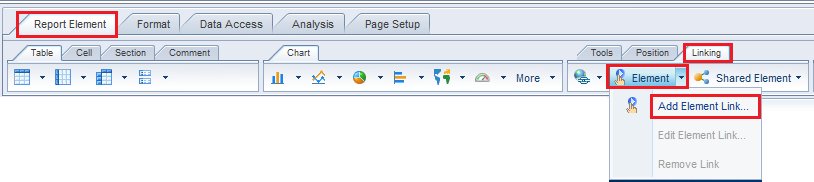 Report Element Format Data Access Analysis Page Setup
Table Cell Section Comment Chart Tools Position Linking
More Element Shared Element
Add Element Link...
Edit Element Link...
Remove Link